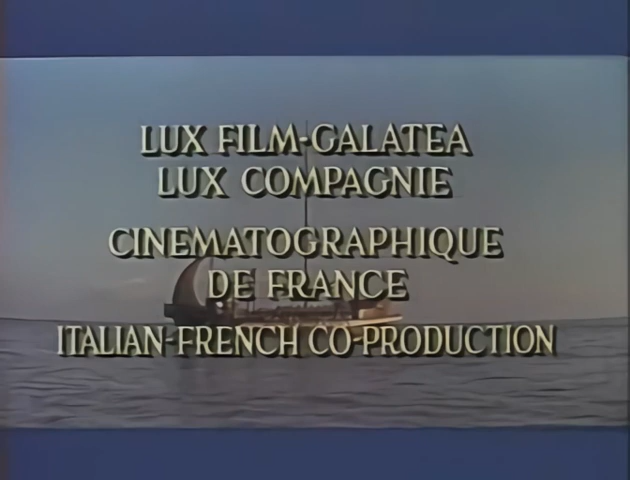 LUX FILM-GALATEA
LUX COMPAGNIE
CINEMATOGRAPHIQUE
DE FRANCE
ITALIAN-FRENCH CO-PRODUCTION